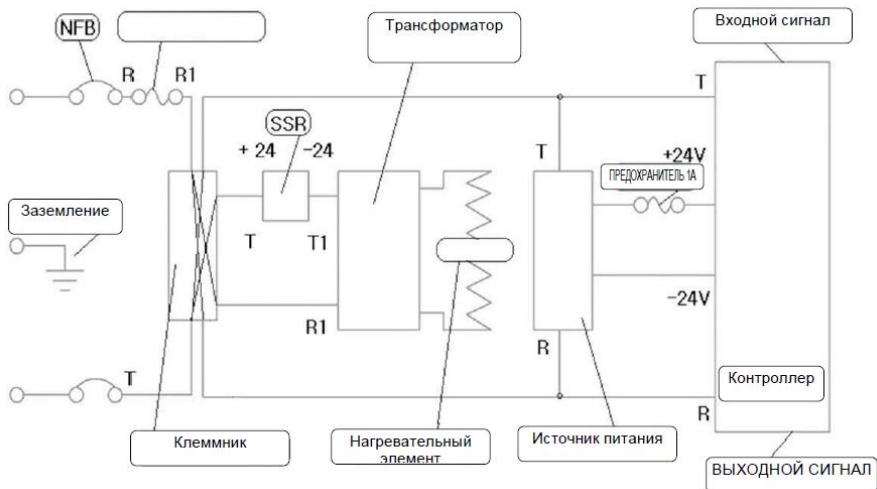 NFB
R
R1
Трансформатор
Входной сигнал
T
SSR
+ 24
-24
T
+24V
ПРЕДОХРАНИТЕЛЬ 1А
Заземление
T
T1
-24V
R1
R
T
Контроллер
R
Клеммник
Нагревательный
элемент
Источник питания
ВЫХОДНОЙ СИГНАЛ